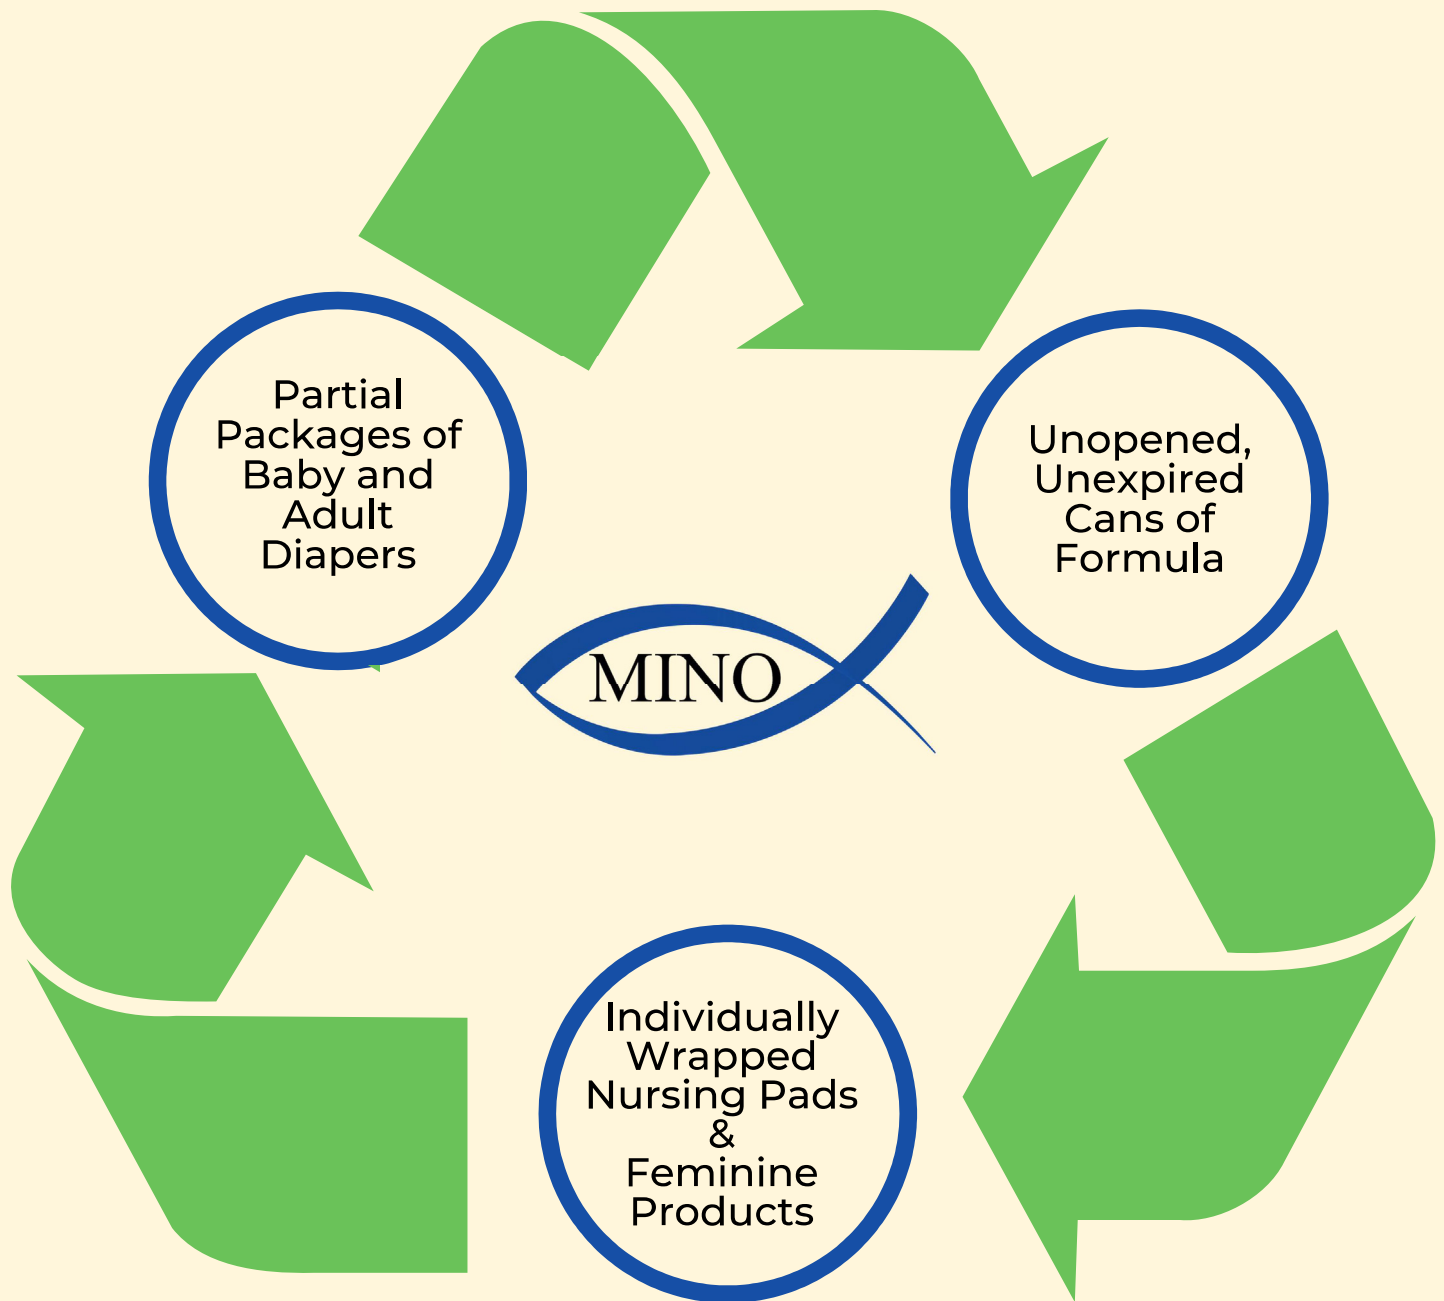 Partial
Packages of
Baby and
Adult
Diapers
Unopened,
Unexpired
Cans of
Formula
MINO
Individually
Wrapped
Nursing Pads
&
Feminine
Products